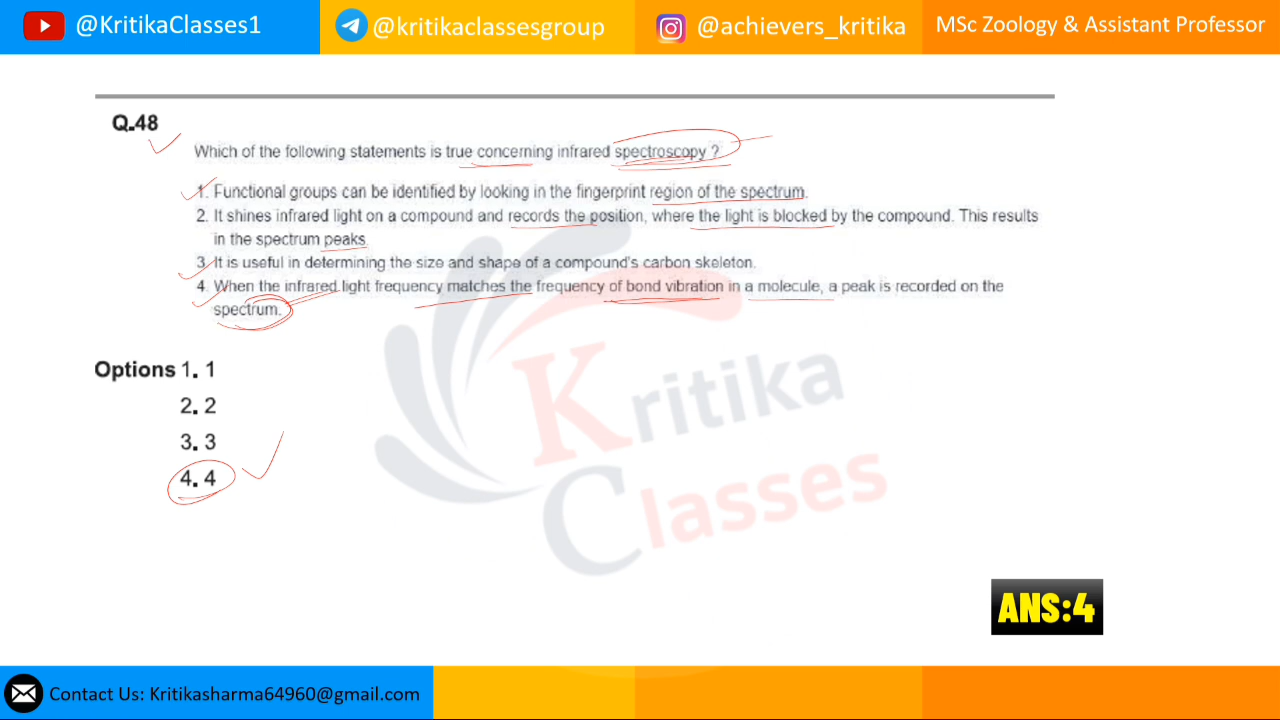 @KritikaClasses1 @kritikaclassesgroup @achievers_kritika MSc Zoology & Assistant Professor
Q.48
Which of the following statements is true concerning infrared spectroscopy ?
1. Functional groups can be identified by looking in the fingerprint region of the spectrum.
2. It shines infrared light on a compound and records the position, where the light is blocked by the compound. This results
in the spectrum peaks.
3. It is useful in determining the size and shape of a compound's carbon skeleton.
4. When the infrared light frequency matches the frequency of bond vibration in a molecule, a peak is recorded on the
spectrum.
Options 1. 1
2. 2
3. 3
4. 4
Kritika
Classes
ANS:4
Contact Us: Kritikasharma64960@gmail.com